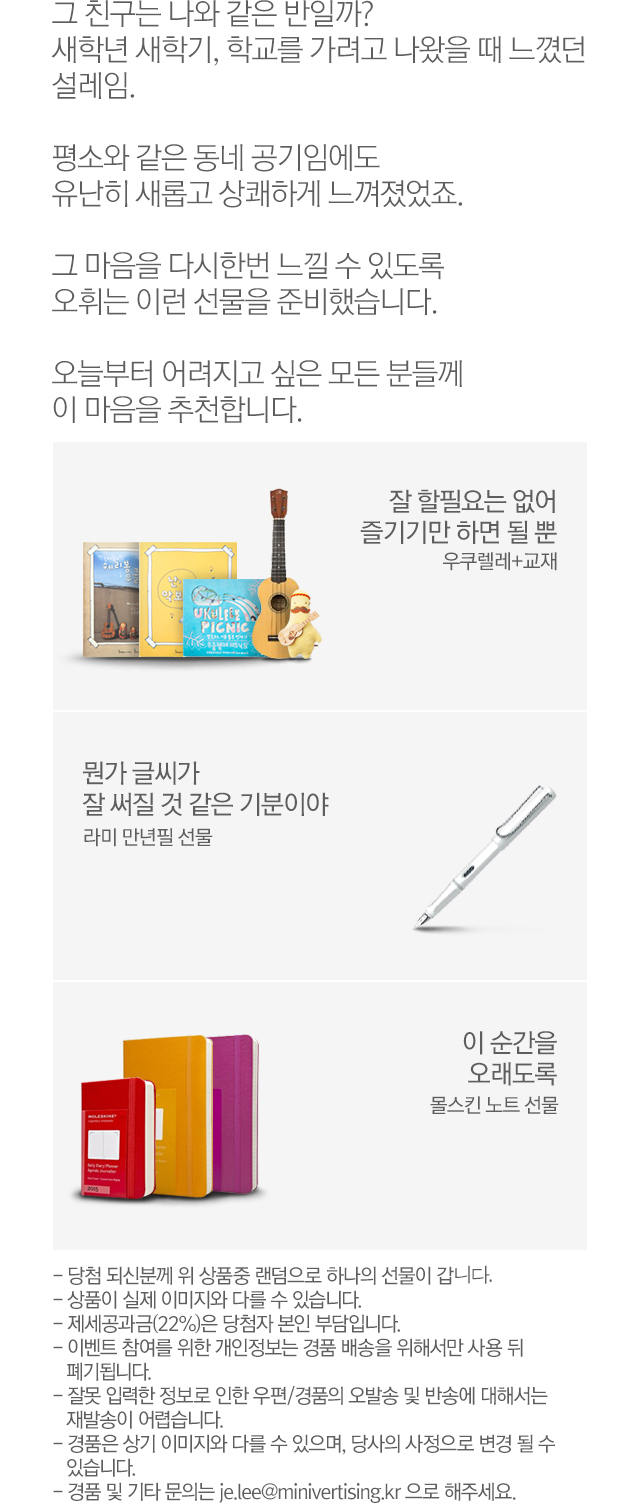 그 친구는 나와 같은 반일까?
새학년 새학기, 학교를 가려고 나왔을 때 느꼈던
설레임.
평소와 같은 동네 공기임에도
유난히 새롭고 상쾌하게 느껴졌었죠.
그 마음을 다시한번 느낄 수 있도록
오휘는 이런 선물을 준비했습니다.
오늘부터 어려지고 싶은 모든 분들께
이 마음을 추천합니다.
잘 할필요는 없어
즐기기만 하면 될 뿐
우쿠렐레+교재
UKULELE
PICNIC
뭔가 글씨가
잘 써질 것 같은 기분이야
라미 만년필 선물
이 순간을
오래도록
몰스킨 노트 선물
MOLESKINE
Daily Diary/Planner
Agenda Journalier
2015
- 당첨 되신분께 위 상품중 랜덤으로 하나의 선물이 갑니다.
- 상품이 실제 이미지와 다를 수 있습니다.
- 제세공과금(22%)은 당첨자 본인 부담입니다.
- 이벤트 참여를 위한 개인정보는 경품 배송을 위해서만 사용 뒤
폐기됩니다.
- 잘못 입력한 정보로 인한 우편/경품의 오발송 및 반송에 대해서는
재발송이 어렵습니다.
- 경품은 상기 이미지와 다를 수 있으며, 당사의 사정으로 변경 될 수
있습니다.
- 경품 및 기타 문의는 je.lee@minivertising.kr 으로 해주세요.